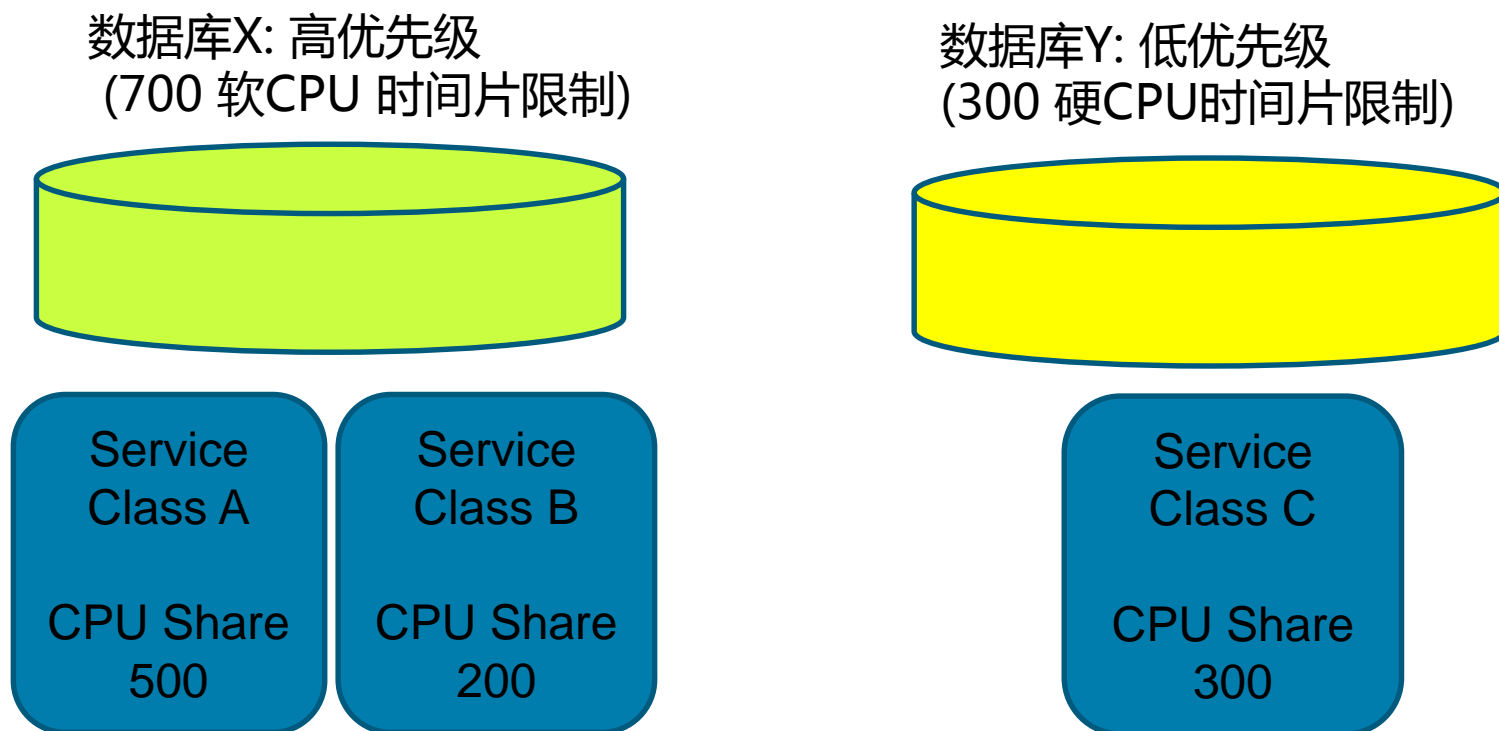 数据库X: 高优先级
(700 软CPU 时间片限制)
数据库Y: 低优先级
(300 硬CPU时间片限制)
Service
Class A
CPU Share
500
Service
Class B
CPU Share
200
Service
Class C
CPU Share
300